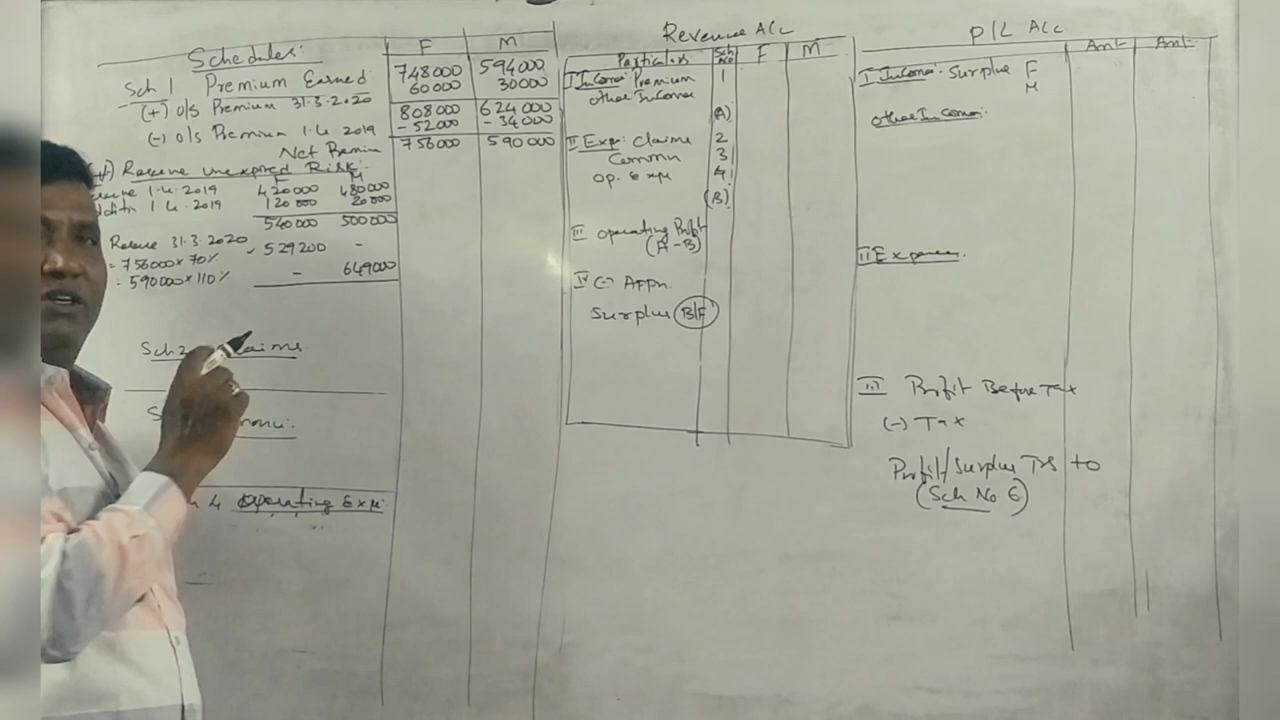 Schedules:
F M
Sch 1 Premium Earned 748000 594000
(+) o/s Premium 31.3.2020 60000 30000
808000 624000
(-) o/s Premium 1.4.2019 - 52000 - 34000
Net Premium 756000 590000
Reserve Unexpired Risk:
F M
1.4.2019 420000 480000
1.4.2019 120000 20000
540000 500000
Reserve 31.3.2020
= 756000 x 70% - 529200 -
= 590000 x 110% - 649000
Sch 2
4 Operating Exp:
Revenue A/c
Particulars Sch No F M
I Income: Premium 1
other Income
(A)
II Exp: Claims 2
Commn 3
op. exp 4
(B)
III Operating Profit
(A-B)
IV (-) Appn.
Surplus B/F
P/L A/c
Amt Amt
I Income: Surplus F
M
other Income:
II Expenses.
III Profit Before Tax
(-) Tax
Profit/Surplus to
(Sch No. 6)